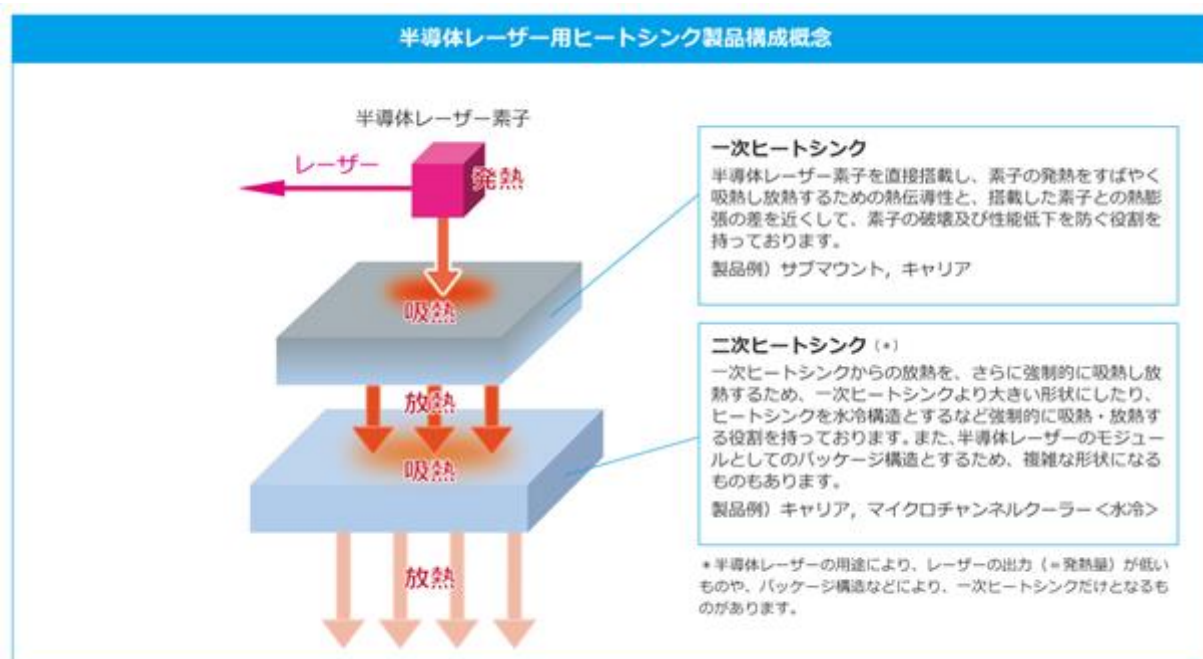 半導体レーザー用ヒートシンク製品構成概念
半導体レーザー素子
レーザー
発熱
吸熱
放熱
吸熱
放熱
一次ヒートシンク
半導体レーザー素子を直接搭載し、素子の発熱をすばやく
吸熱し放熱するための熱伝導性と、搭載した素子との熱膨
張の差を近くして、素子の破壊及び性能低下を防ぐ役割を
持っております。
製品例）サブマウント，キャリア
二次ヒートシンク（*）
一次ヒートシンクからの放熱を、さらに強制的に吸熱し放
熱するため、一次ヒートシンクより大きい形状にしたり、
ヒートシンクを水冷構造とするなど強制的に吸熱・放熱す
る役割を持っております。また、半導体レーザーのモジュー
ルとしてのパッケージ構造とするため、複雑な形状になる
ものもあります。
製品例）キャリア，マイクロチャンネルクーラー＜水冷＞
*半導体レーザーの用途により、レーザーの出力（＝発熱量）が低い
ものや、パッケージ構造などにより、一次ヒートシンクだけとなるも
のがあります。